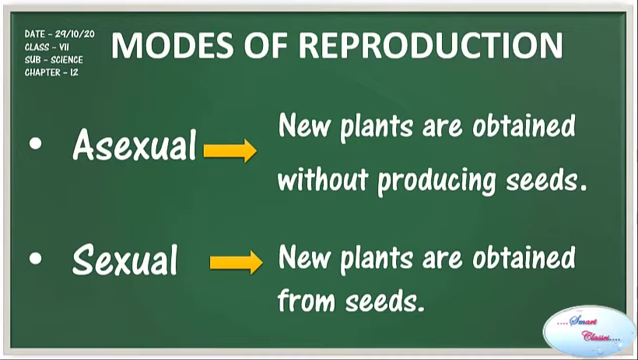 DATE - 29/10/20
CLASS - VII
SUB - SCIENCE
CHAPTER - 12
MODES OF REPRODUCTION
• Asexual
New plants are obtained
without producing seeds.
• Sexual
New plants are obtained
from seeds.
....Smart
Classes....